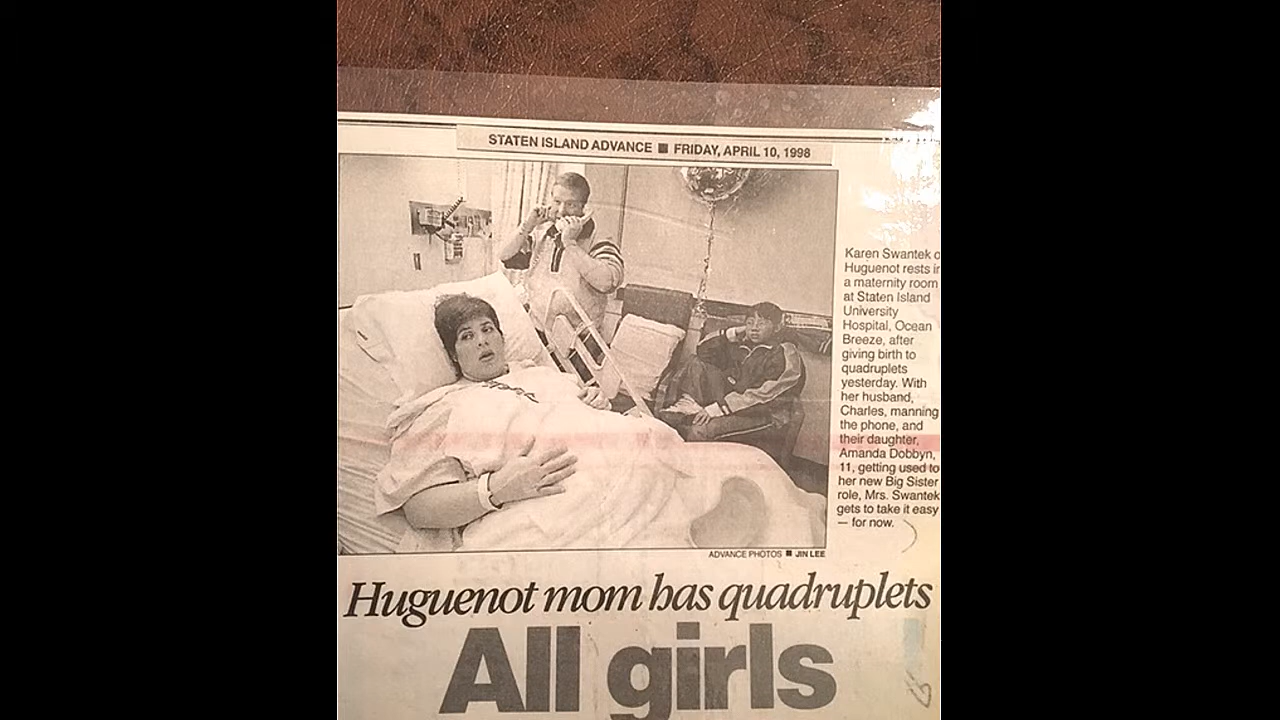 STATEN ISLAND ADVANCE ■ FRIDAY, APRIL 10, 1998
Karen Swantek o
Huguenot rests in
a maternity room
at Staten Island
University
Hospital, Ocean
Breeze, after
giving birth to
quadruplets
yesterday. With
her husband,
Charles, manning
the phone, and
their daughter,
Amanda Dobbyn,
11, getting used to
her new Big Sister
role, Mrs. Swantek
gets to take it easy
— for now.
ADVANCE PHOTOS ■ JIN LEE
Huguenot mom has quadruplets
All girls